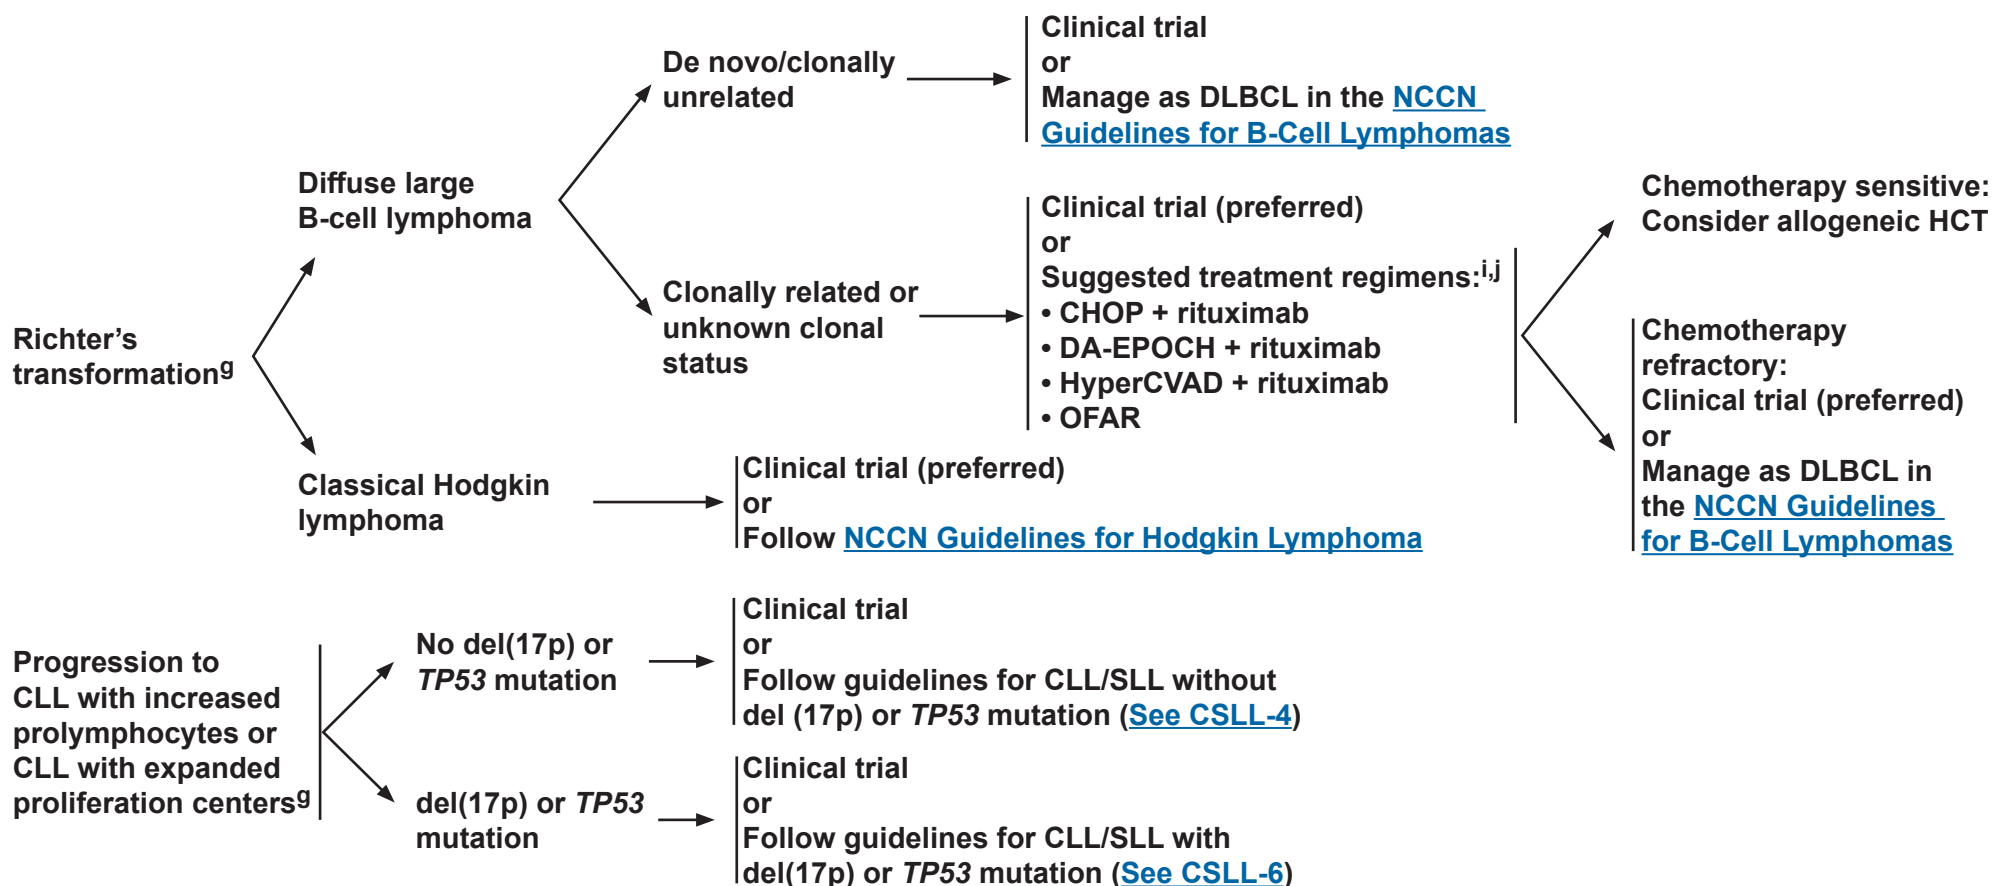 Richter’s
transformationg
Diffuse large
B-cell lymphoma
De novo/clonally
unrelated
Clinical trial
or
Manage as DLBCL in the NCCN
Guidelines for B-Cell Lymphomas
Clonally related or
unknown clonal
status
Clinical trial (preferred)
or
Suggested treatment regimens:i,j
• CHOP + rituximab
• DA-EPOCH + rituximab
• HyperCVAD + rituximab
• OFAR
Chemotherapy sensitive:
Consider allogeneic HCT
Chemotherapy
refractory:
Clinical trial (preferred)
or
Manage as DLBCL in
the NCCN Guidelines
for B-Cell Lymphomas
Classical Hodgkin
lymphoma
Clinical trial (preferred)
or
Follow NCCN Guidelines for Hodgkin Lymphoma
Progression to
CLL with increased
prolymphocytes or
CLL with expanded
proliferation centersg
No del(17p) or
TP53 mutation
Clinical trial
or
Follow guidelines for CLL/SLL without
del (17p) or TP53 mutation (See CSLL-4)
del(17p) or TP53
mutation
Clinical trial
or
Follow guidelines for CLL/SLL with
del(17p) or TP53 mutation (See CSLL-6)